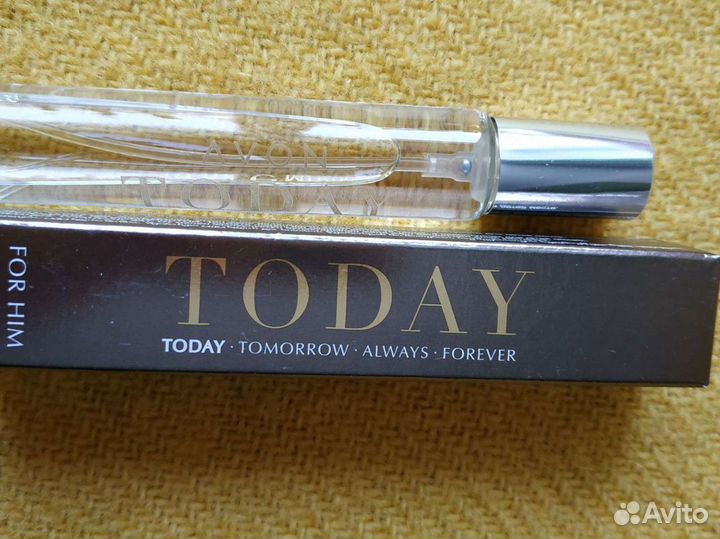 AVON
TODAY
FOR HIM
TODAY
TODAY · TOMORROW · ALWAYS · FOREVER
Avito